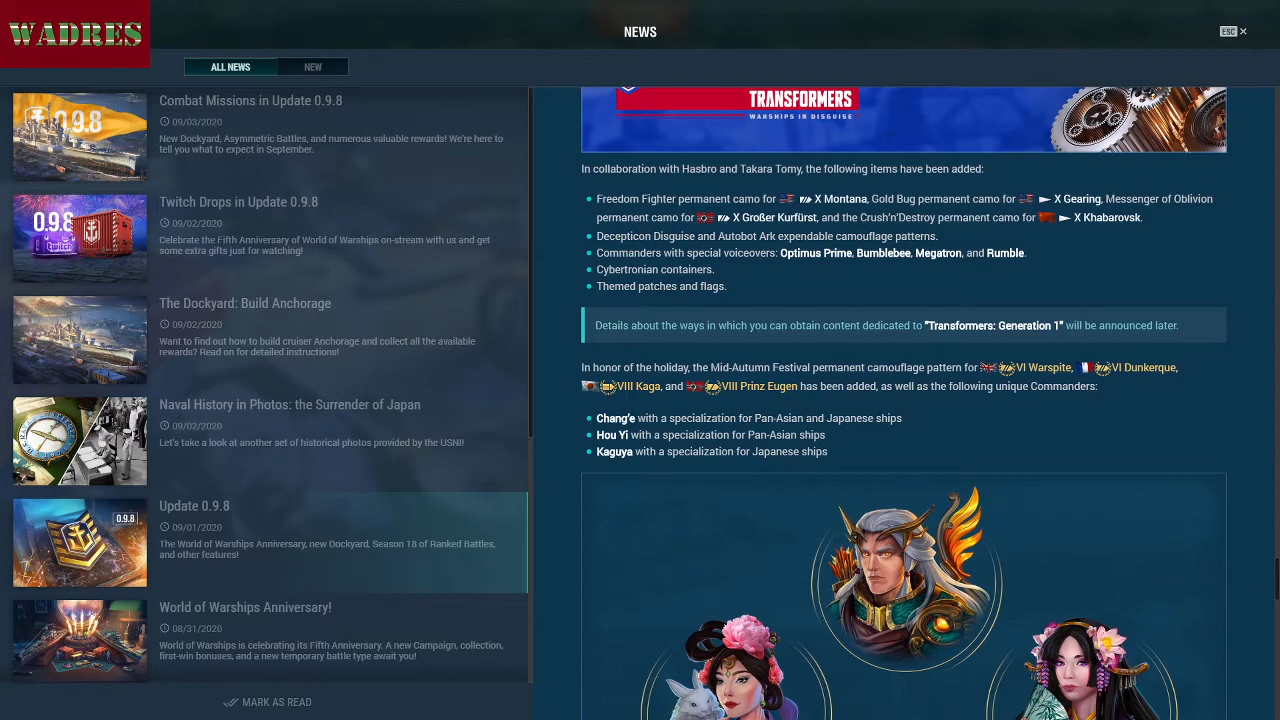 WADRES
NEWS
ESC ×
ALL NEWS
NEW
Combat Missions in Update 0.9.8
09/03/2020
New Dockyard, Asymmetric Battles, and numerous valuable rewards! We're here to
tell you what to expect in September.
0.9.8
Twitch Drops in Update 0.9.8
09/02/2020
Celebrate the Fifth Anniversary of World of Warships on-stream with us and get
some extra gifts just for watching!
0.9.8
Twitch
The Dockyard: Build Anchorage
09/02/2020
Want to find out how to build cruiser Anchorage and collect all the available
rewards? Read on for detailed instructions!
Naval History in Photos: the Surrender of Japan
09/02/2020
Let's take a look at another set of historical photos provided by the USNI!
Update 0.9.8
09/01/2020
The World of Warships Anniversary, new Dockyard, Season 18 of Ranked Battles,
and other features!
0.9.8
World of Warships Anniversary!
08/31/2020
World of Warships is celebrating its Fifth Anniversary. A new Campaign, collection,
first-win bonuses, and a new temporary battle type await you!
MARK AS READ
TRANSFORMERS
WARSHIPS IN DISGUISE
In collaboration with Hasbro and Takara Tomy, the following items have been added:
Freedom Fighter permanent camo for X Montana, Gold Bug permanent camo for X Gearing, Messenger of Oblivion
permanent camo for X Großer Kurfürst, and the Crush'n'Destroy permanent camo for X Khabarovsk.
Decepticon Disguise and Autobot Ark expendable camouflage patterns.
Commanders with special voiceovers: Optimus Prime, Bumblebee, Megatron, and Rumble.
Cybertronian containers.
Themed patches and flags.
Details about the ways in which you can obtain content dedicated to "Transformers: Generation 1" will be announced later.
In honor of the holiday, the Mid-Autumn Festival permanent camouflage pattern for VI Warspite, VI Dunkerque,
VIII Kaga, and VIII Prinz Eugen has been added, as well as the following unique Commanders:
Chang'e with a specialization for Pan-Asian and Japanese ships
Hou Yi with a specialization for Pan-Asian ships
Kaguya with a specialization for Japanese ships